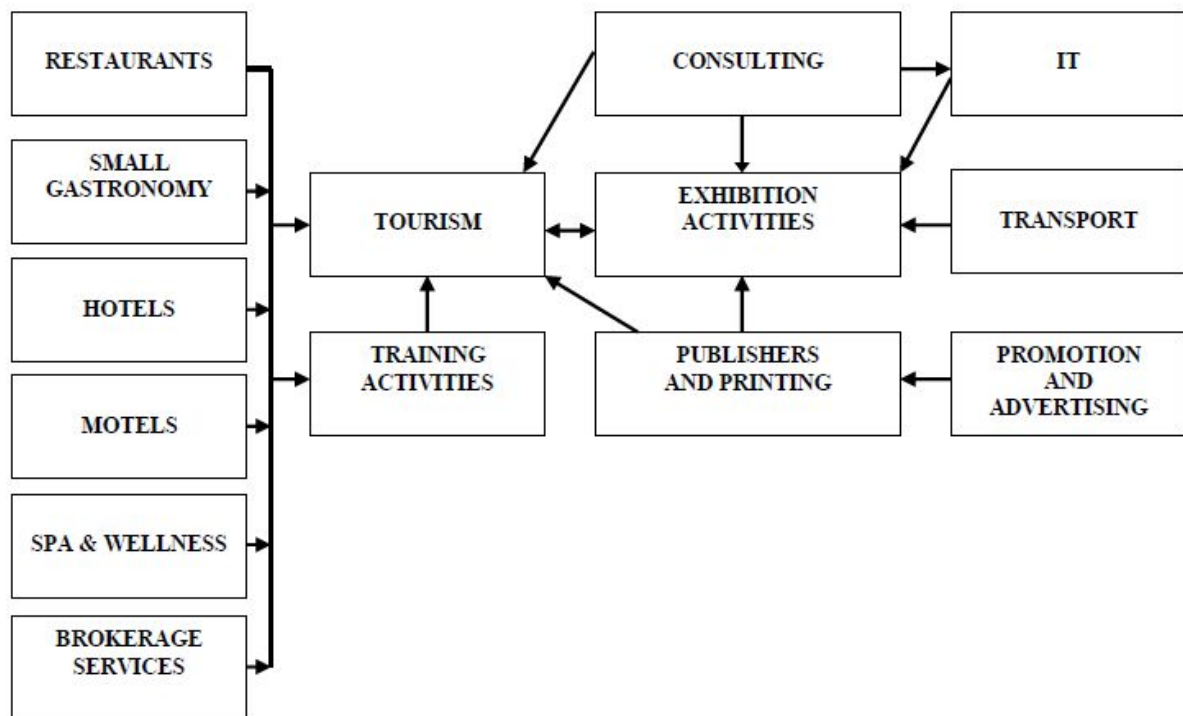 RESTAURANTS
CONSULTING
IT
SMALL
GASTRONOMY
TOURISM
EXHIBITION
ACTIVITIES
TRANSPORT
HOTELS
TRAINING
ACTIVITIES
PUBLISHERS
AND PRINTING
PROMOTION
AND
ADVERTISING
MOTELS
SPA & WELLNESS
BROKERAGE
SERVICES